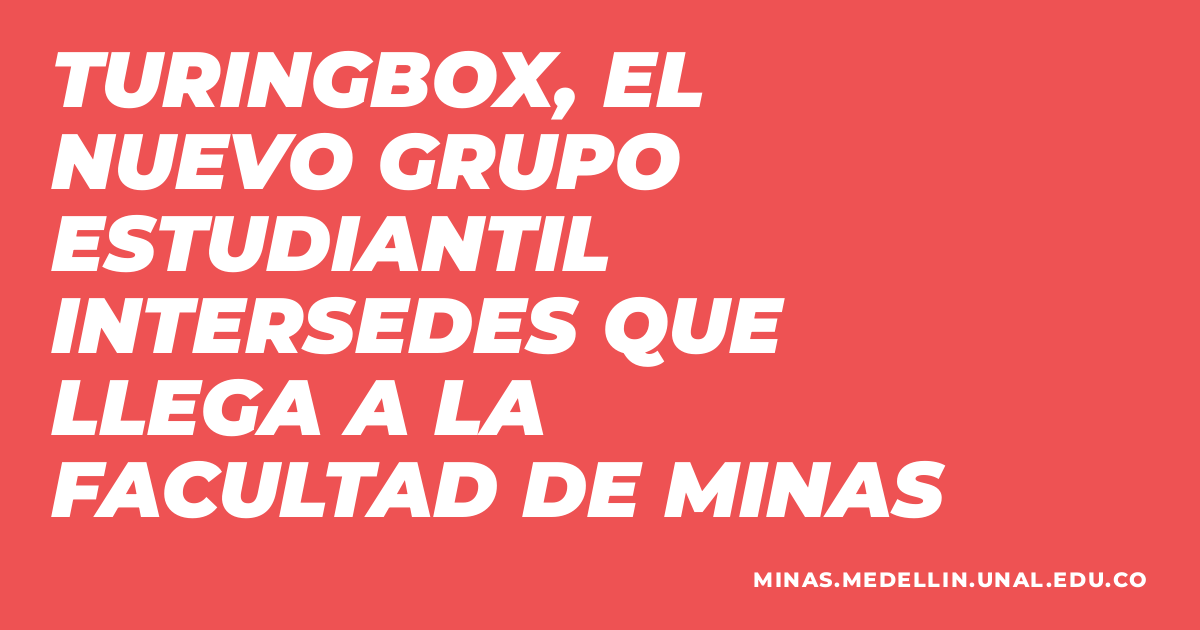 TURINGBOX, EL
NUEVO GRUPO
ESTUDIANTIL
INTERSEDES QUE
LLEGA A LA
FACULTAD DE MINAS
MINAS.MEDELLIN.UNAL.EDU.CO